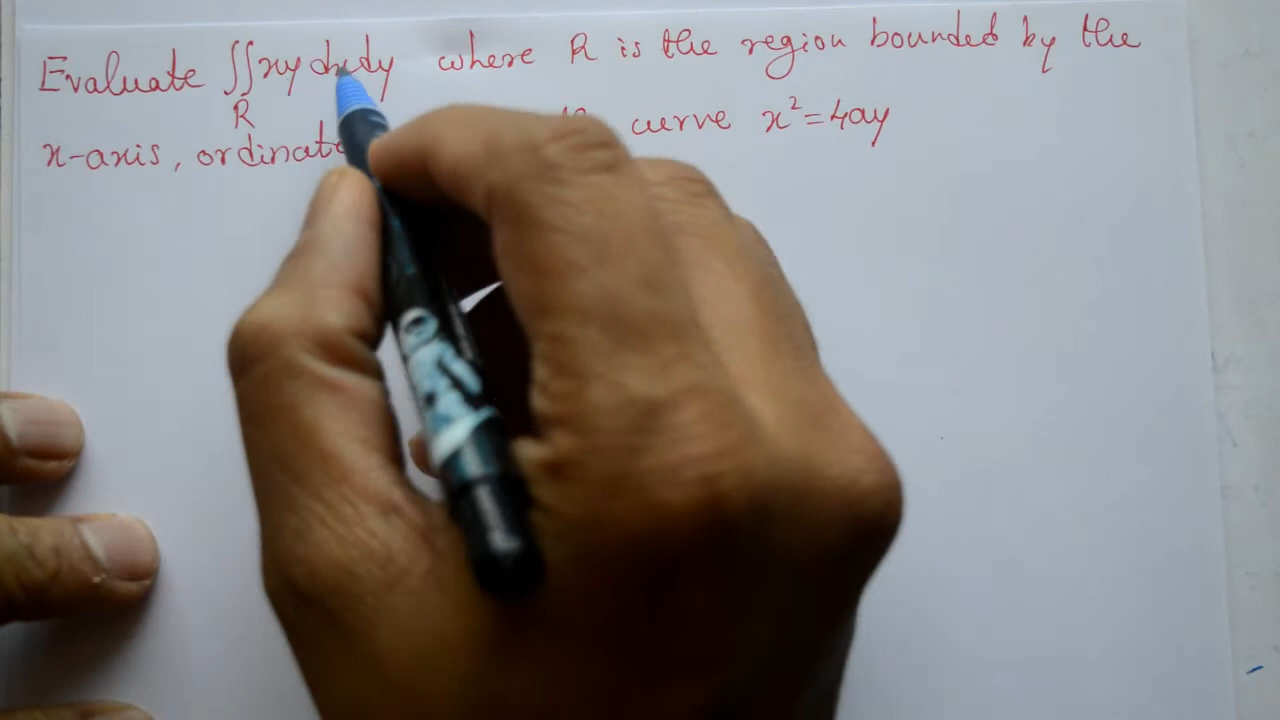 Evaluate ∬xy dxdy where R is the region bounded by the
R
x-axis, ordinate curve x²=4ay